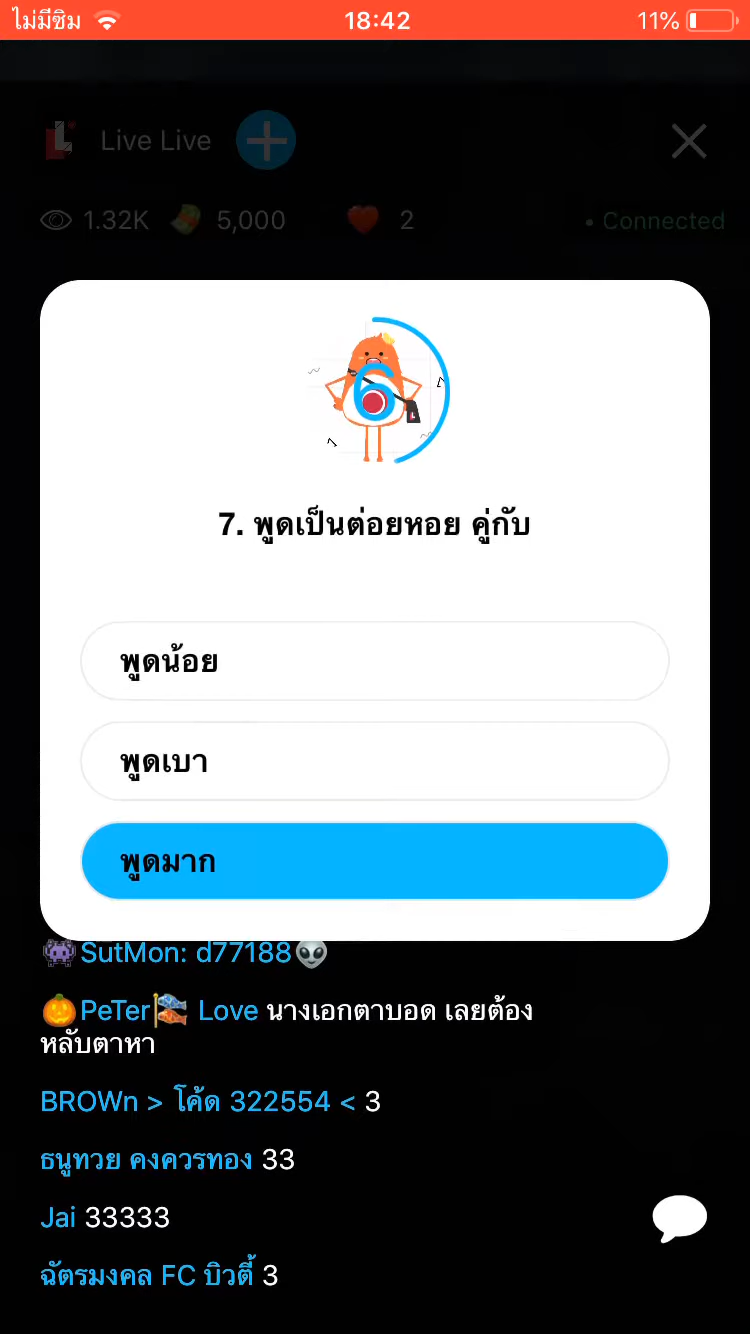 ไม่มีซิม 18:42 11%
Live Live
1.32K 5,000 2 • Connected
6
7. พูดเป็นต่อยหอย คู่กับ
พูดน้อย
พูดเบา
พูดมาก
👾SutMon: d77188👽
🎃PeTer🎏 Love นางเอกตาบอด เลยต้อง
หลับตาหา
BROWn > โค้ด 322554 < 3
ธนูทวย คงควรทอง 33
Jai 33333
ฉัตรมงคล FC บิวตี้ 3